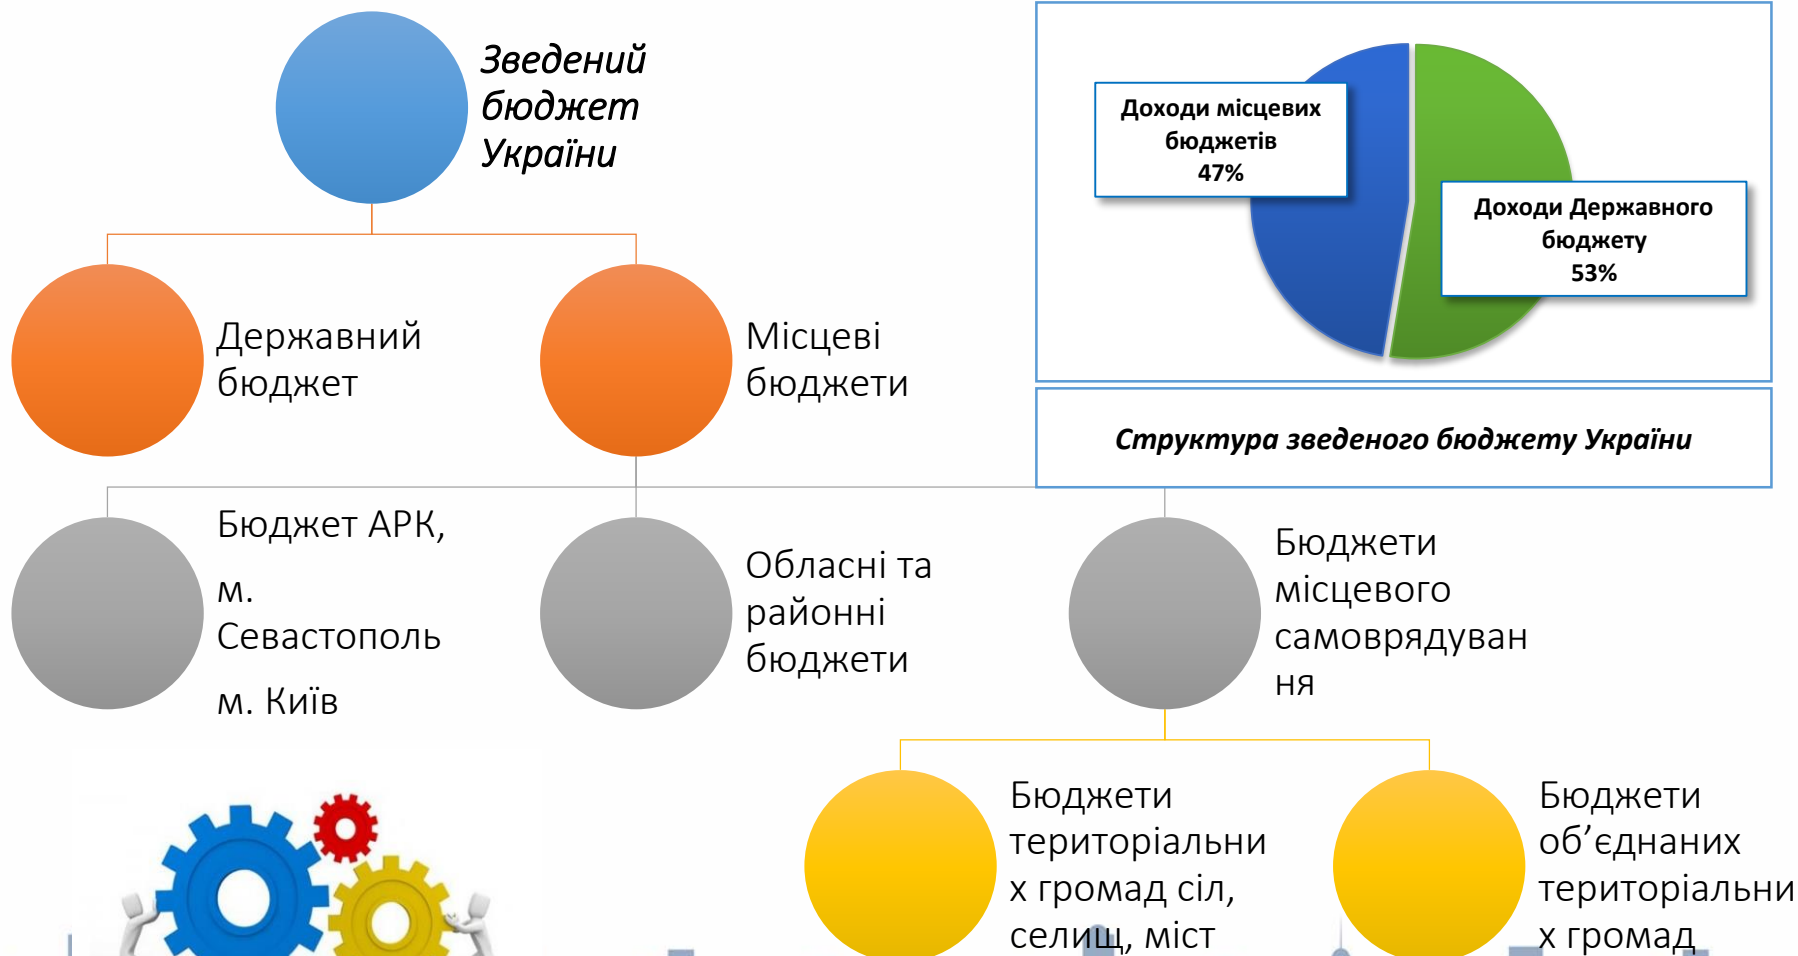 Зведений
бюджет
України
Доходи місцевих
бюджетів
47%
Доходи Державного
бюджету
53%
Державний
бюджет
Місцеві
бюджети
Структура зведеного бюджету України
Бюджет АРК,
м.
Севастополь
м. Київ
Обласні та
районні
бюджети
Бюджети
місцевого
самоврядуван
ня
Бюджети
територіальни
х громад сіл,
селищ, міст
Бюджети
об’єднаних
територіальни
х громад